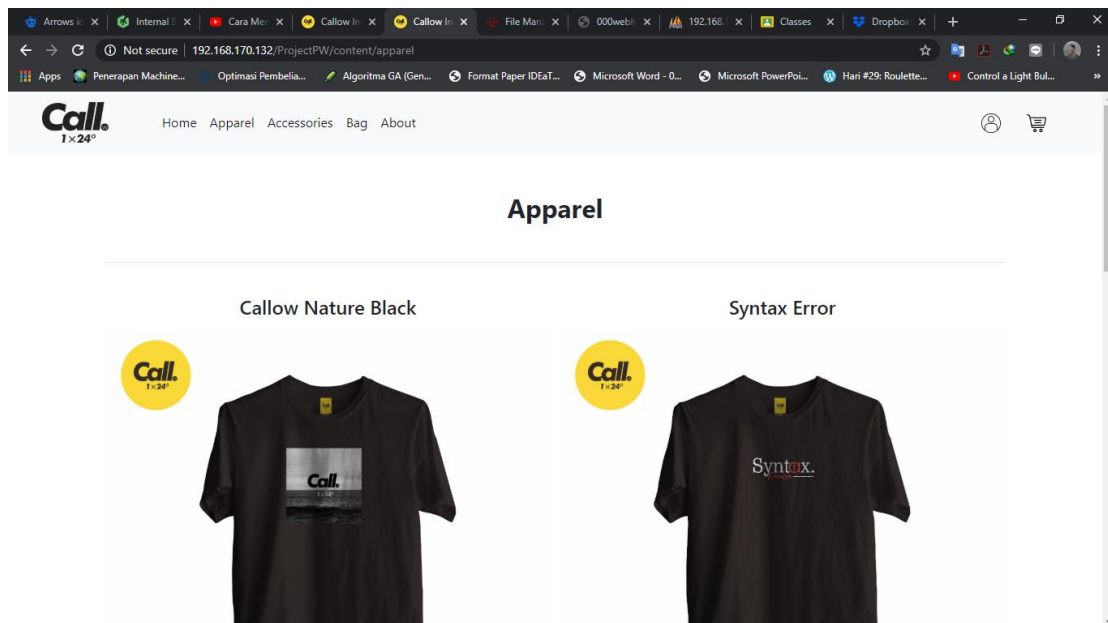 Arrows ic
Internal S
Cara Men
Callow In
Callow In
File Mana
000webh
192.168.
Classes
Dropbox
Not secure | 192.168.170.132/ProjectPW/content/apparel
Apps
Penerapan Machine...
Optimasi Pembelia...
Algoritma GA (Gen...
Format Paper IDEaT...
Microsoft Word - 0...
Microsoft PowerPoi...
Hari #29: Roulette...
Control a Light Bul...
Call.
1×24°
Home Apparel Accessories Bag About
Apparel
Callow Nature Black
Syntax Error
Call.
1×24°
Call.
1×24°
Call.
1×24°
Syntax.